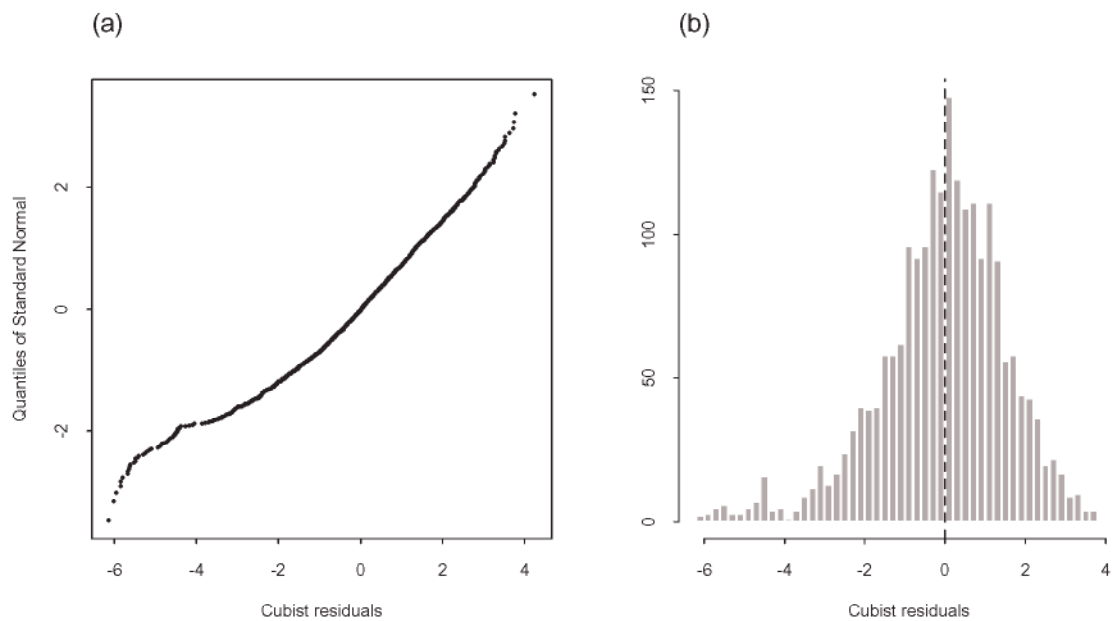 (a)
Quantiles of Standard Normal
2
0
-2
-6 -4 -2 0 2 4
Cubist residuals
(b)
150
100
50
0
-6 -4 -2 0 2 4
Cubist residuals